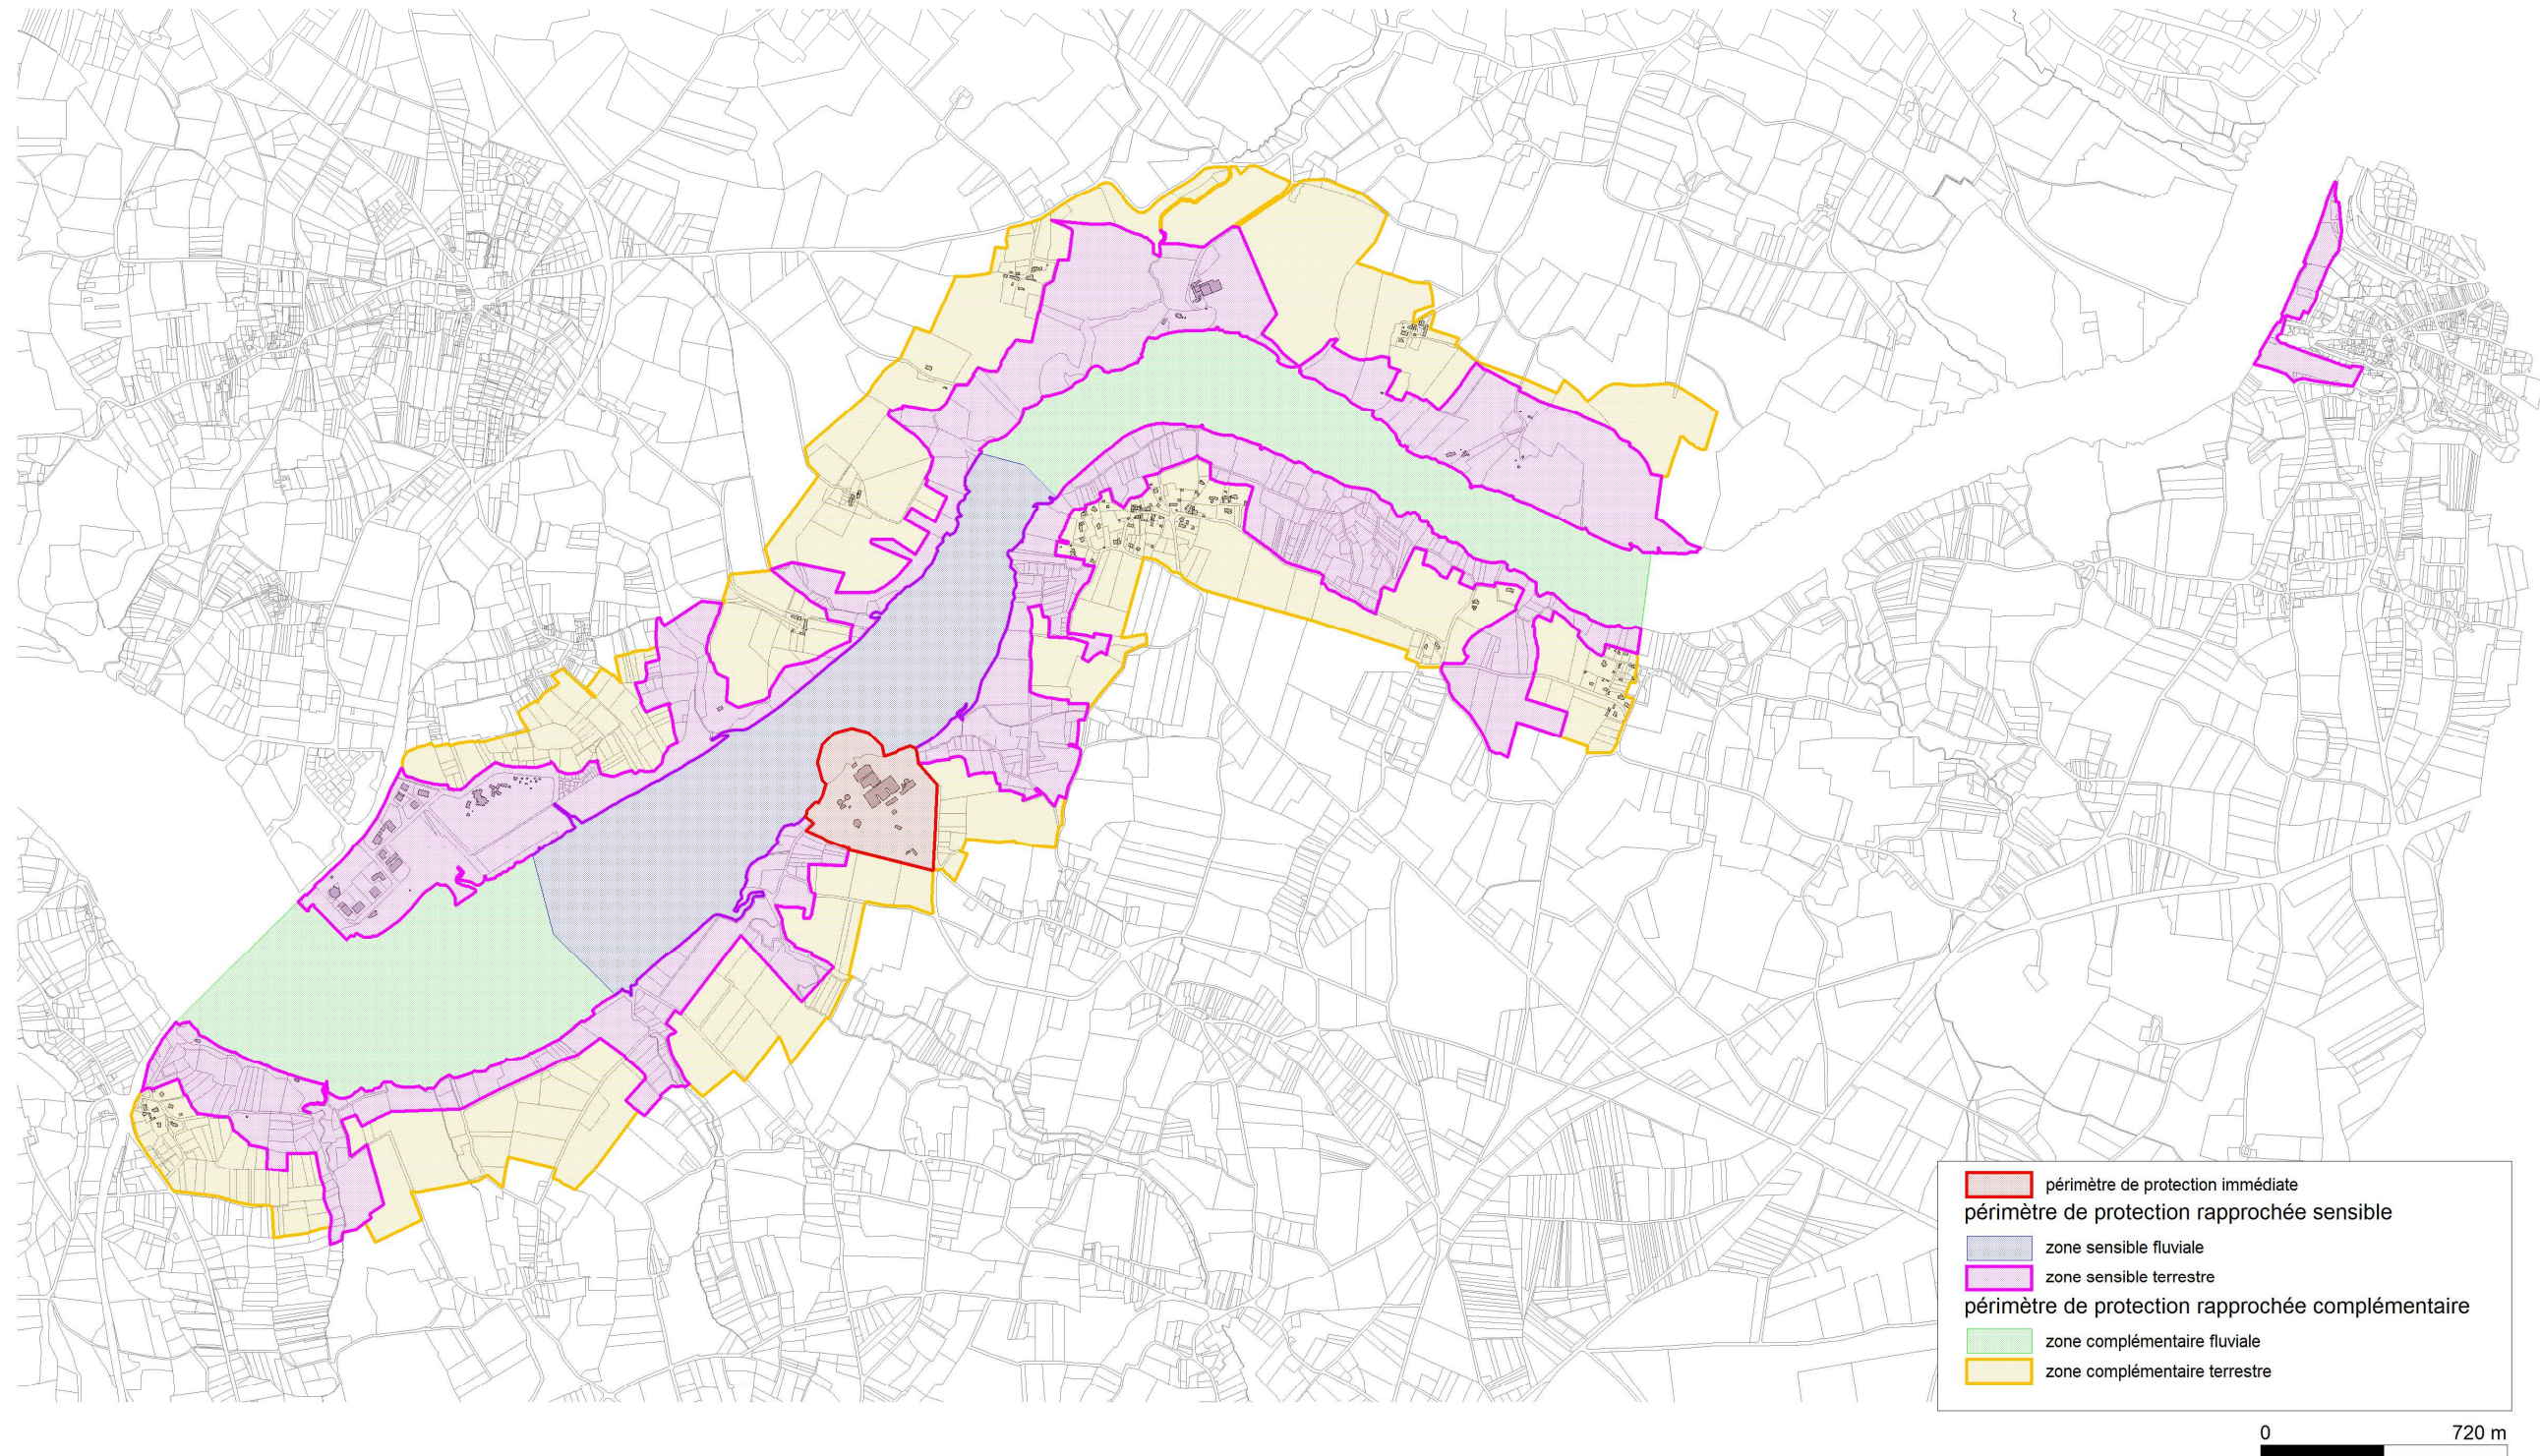 périmètre de protection immédiate
périmètre de protection rapprochée sensible
zone sensible fluviale
zone sensible terrestre
périmètre de protection rapprochée complémentaire
zone complémentaire fluviale
zone complémentaire terrestre
0 720 m